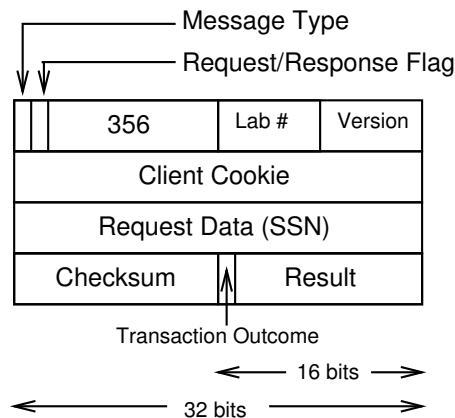 Message Type
Request/Response Flag
356 Lab # Version
Client Cookie
Request Data (SSN)
Checksum Result
Transaction Outcome
16 bits
32 bits